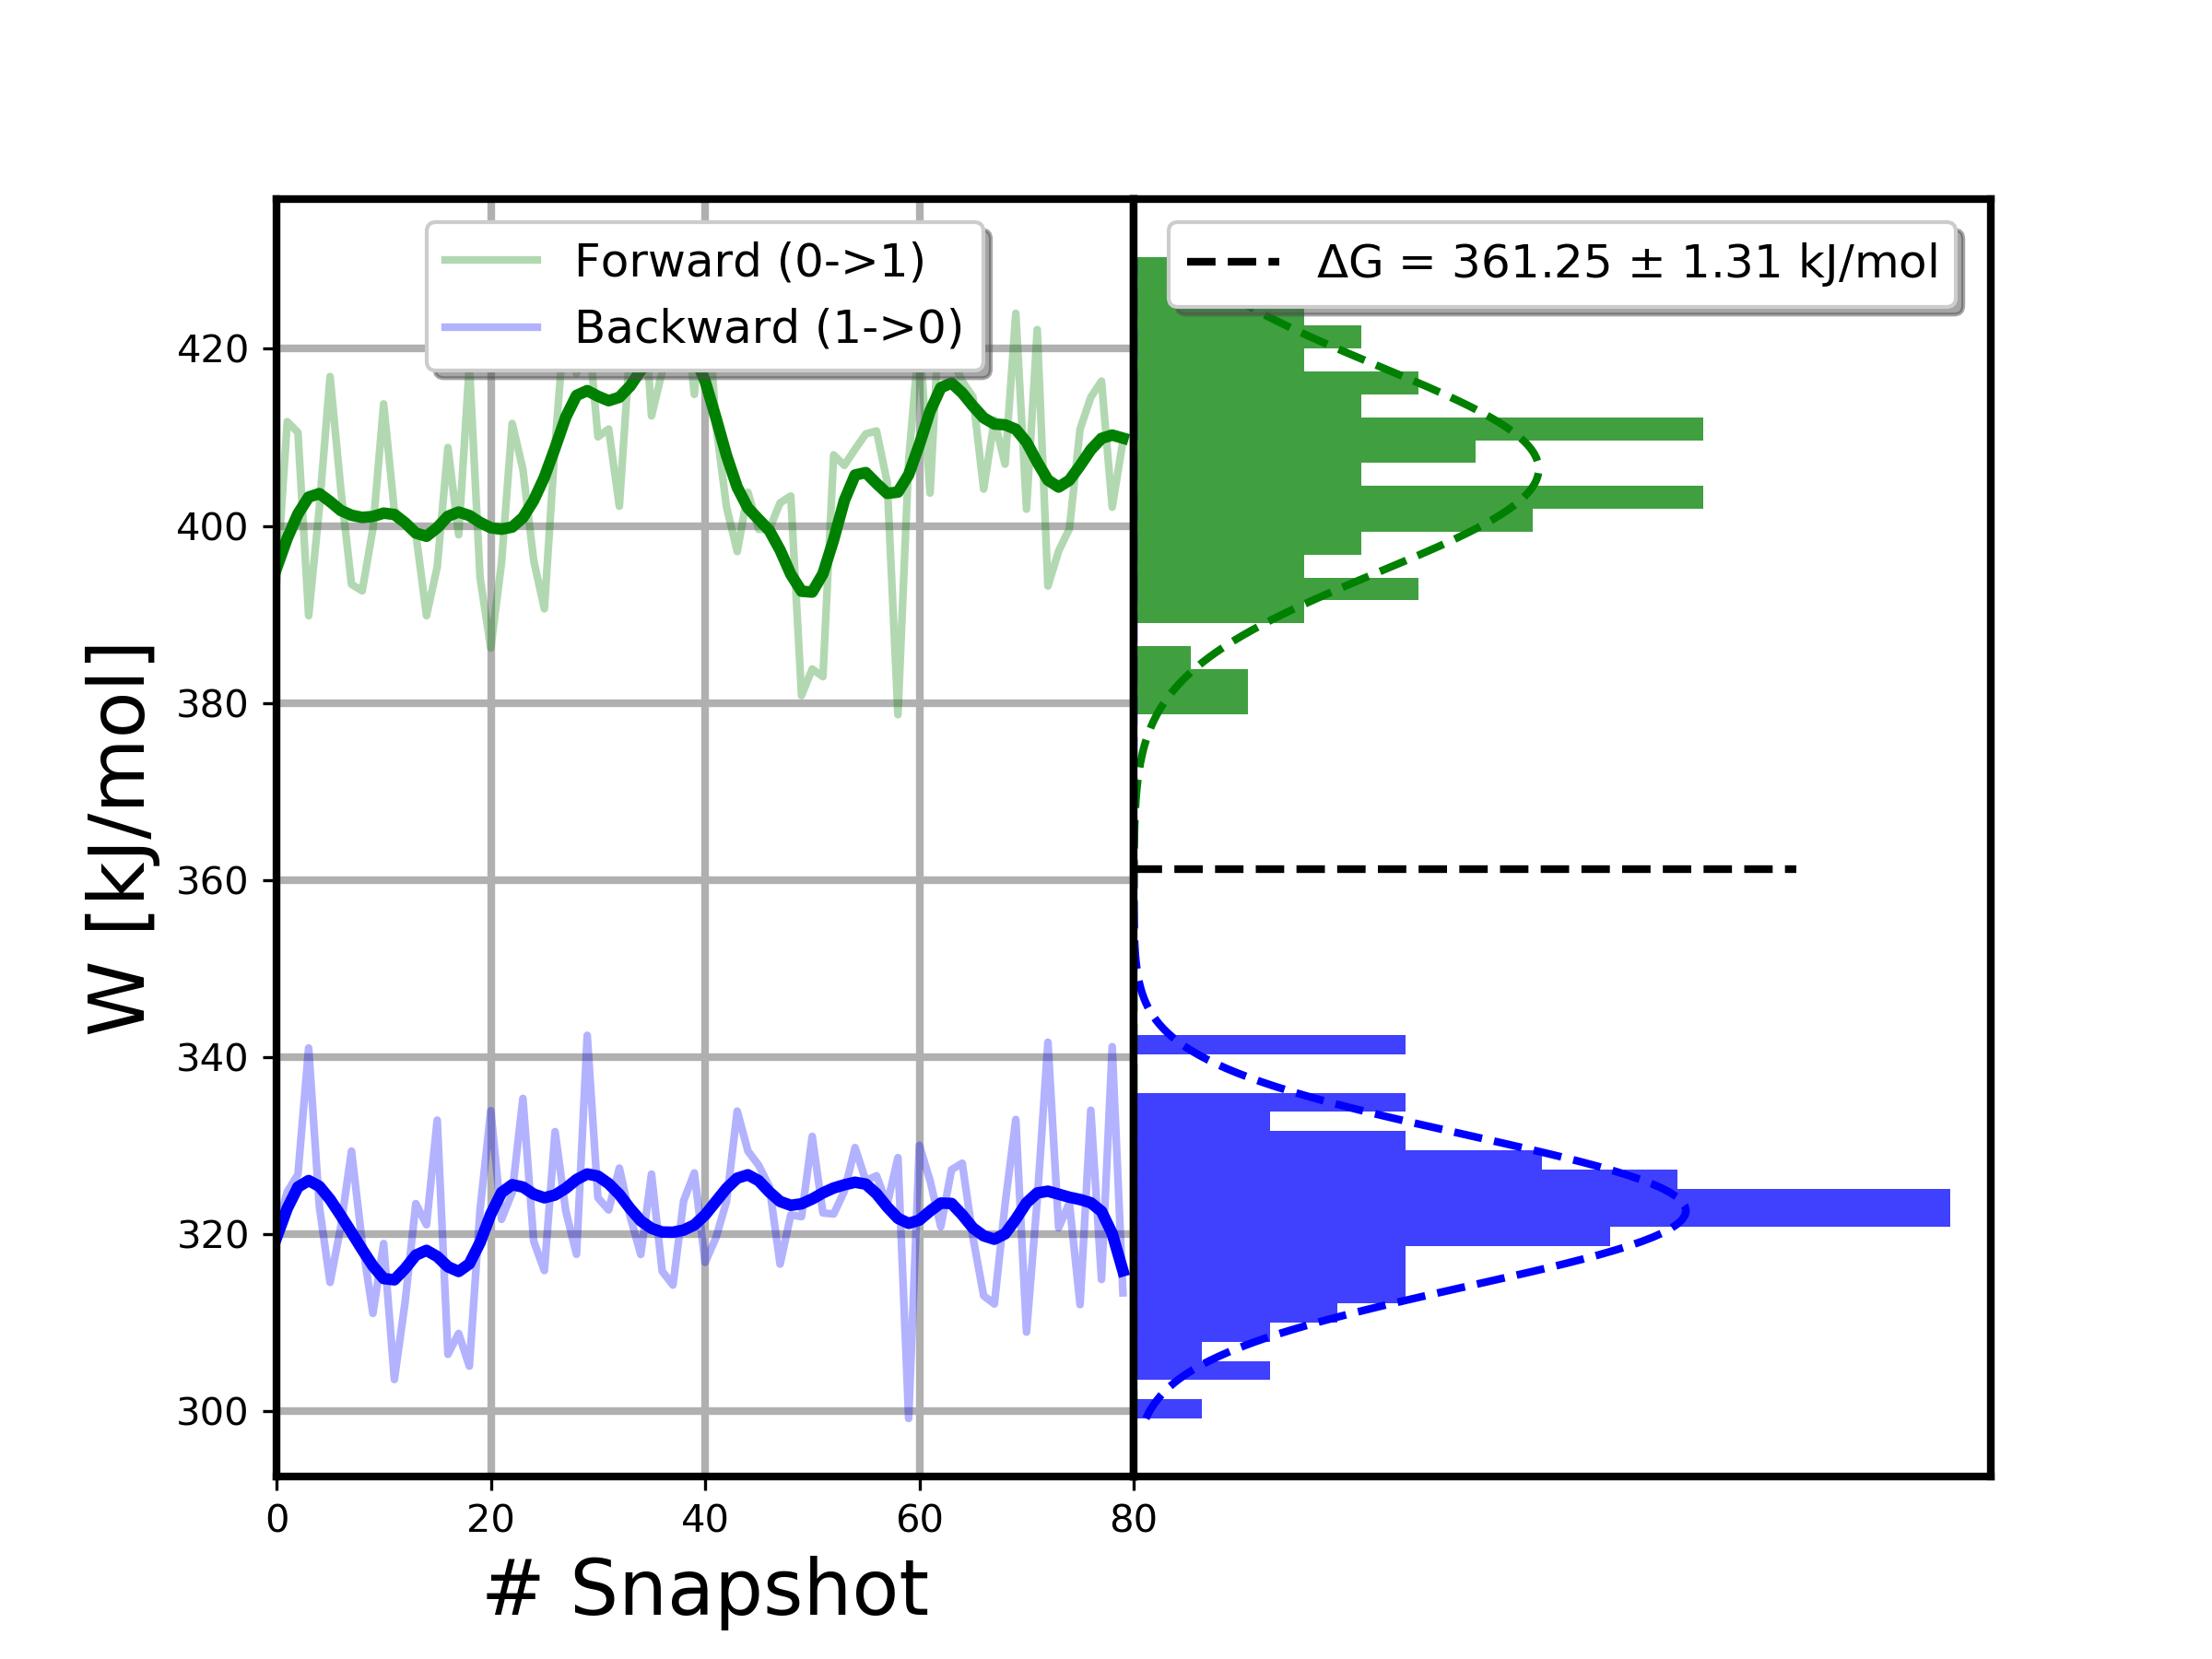 Forward (0->1)
Backward (1->0)
ΔG = 361.25 ± 1.31 kJ/mol
W [kJ/mol]
420
400
380
360
340
320
300
0 20 40 60 80
# Snapshot